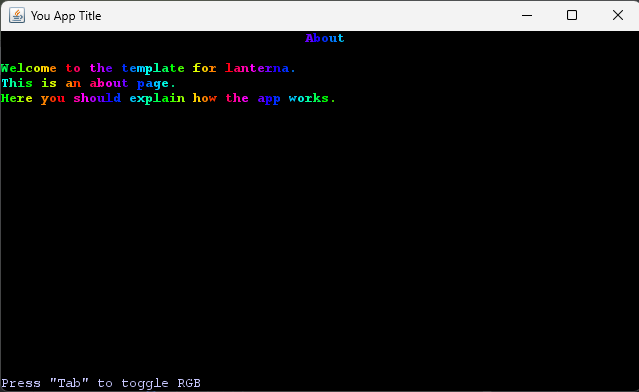 You App Title
About
Welcome to the template for lanterna.
This is an about page.
Here you should explain how the app works.
Press "Tab" to toggle RGB